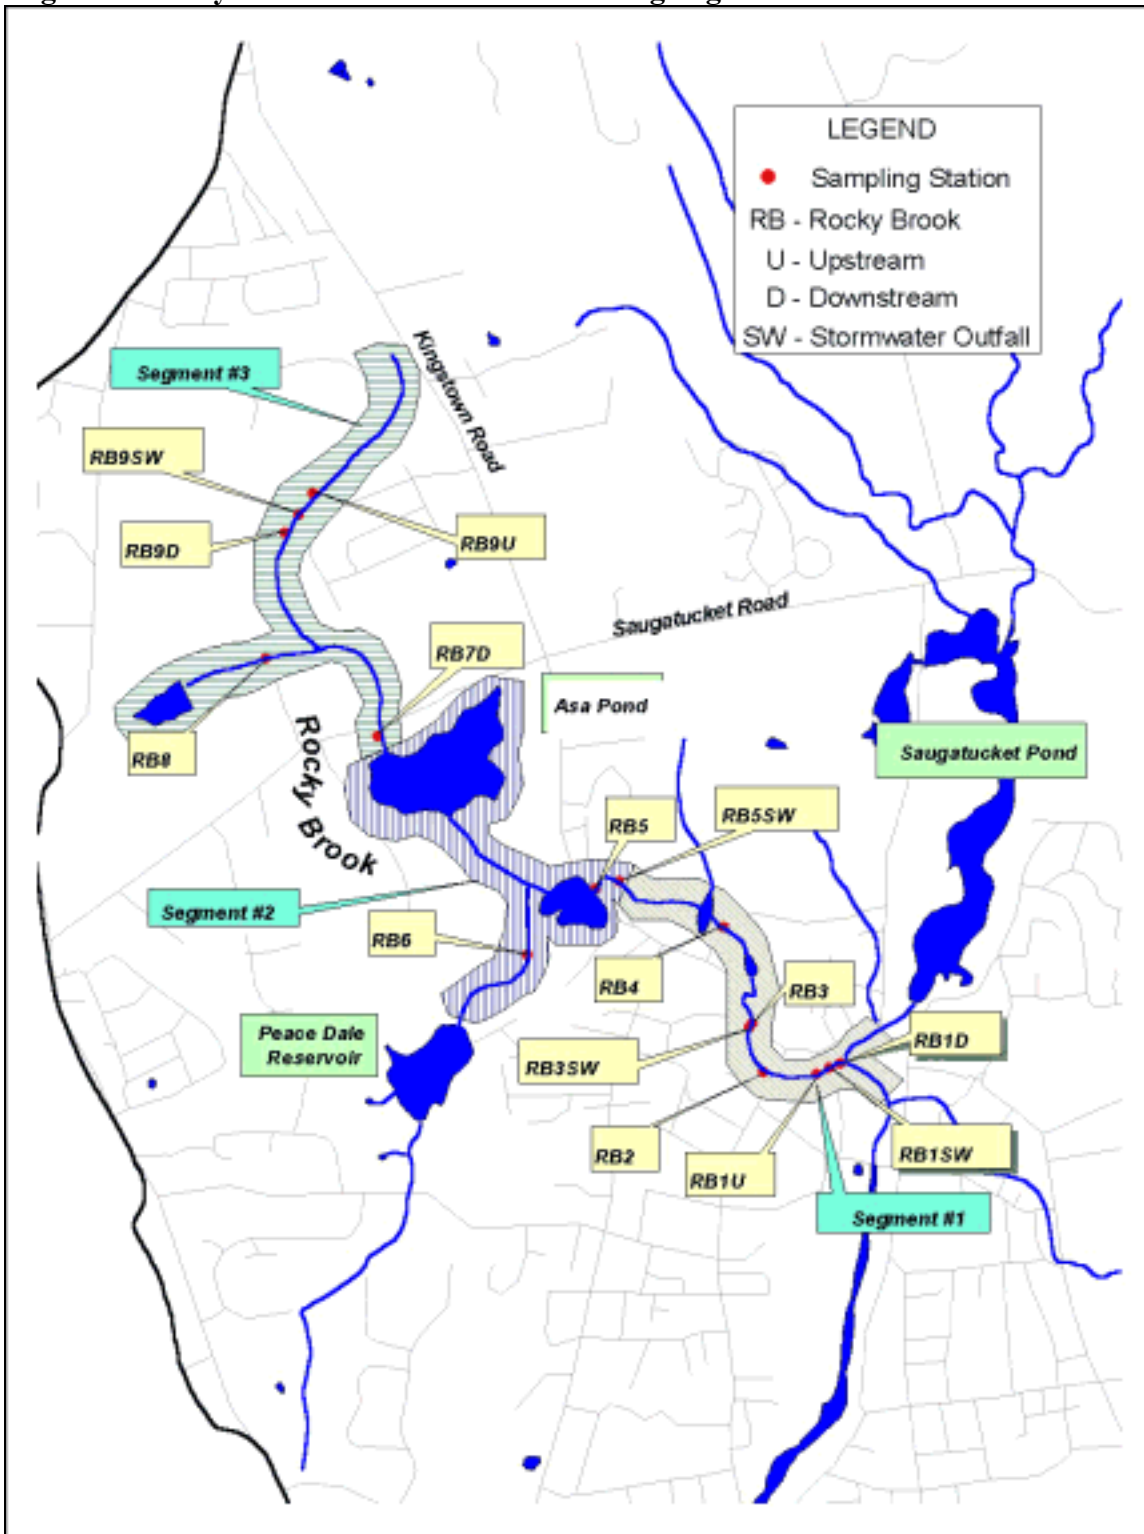 LEGEND
Sampling Station
RB - Rocky Brook
U - Upstream
D - Downstream
SW - Stormwater Outfall
Kingstown Road
Segment #3
RB9SW
RB9D
RB9U
Saugatucket Road
RB7D
Asa Pond
RB8
Rocky Brook
Saugatucket Pond
RB5
RB5SW
Segment #2
RB6
RB4
RB3
Peace Dale
Reservoir
RB3SW
RB1D
RB2
RB1U
RB1SW
Segment #1